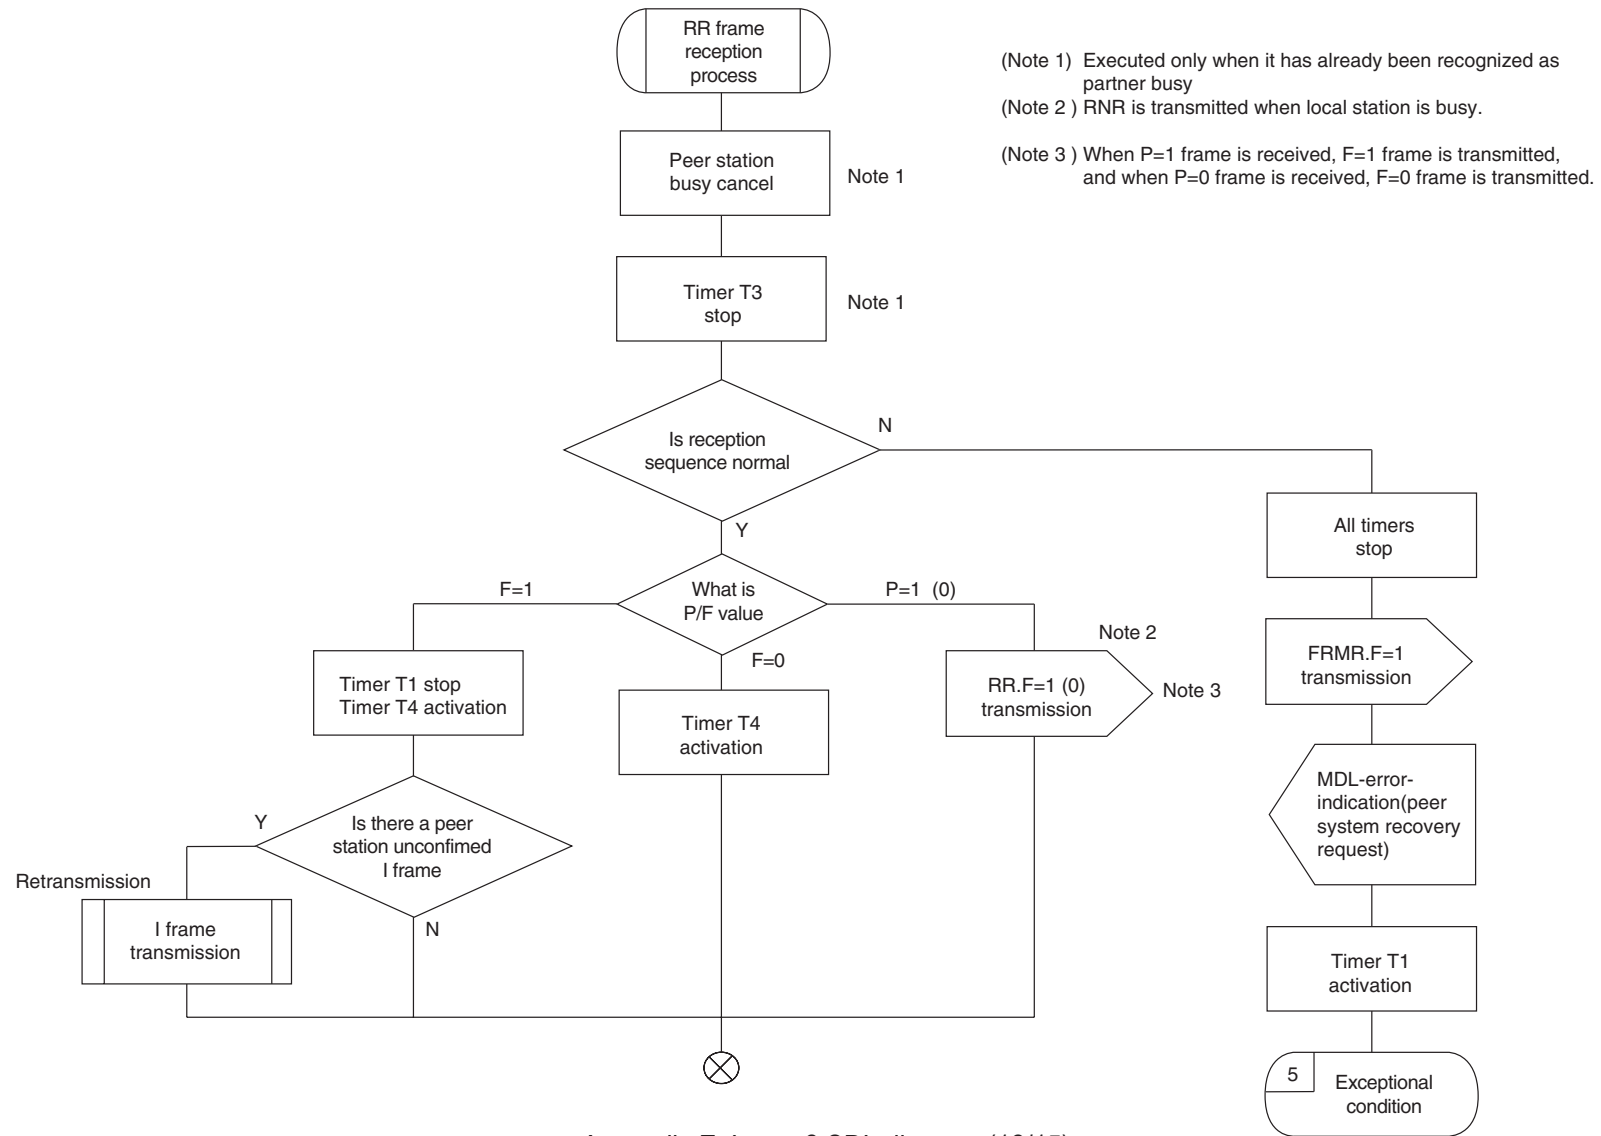 RR frame
reception
process
(Note 1) Executed only when it has already been recognized as
partner busy
(Note 2 ) RNR is transmitted when local station is busy.
(Note 3 ) When P=1 frame is received, F=1 frame is transmitted,
and when P=0 frame is received, F=0 frame is transmitted.
Peer station
busy cancel
Note 1
Timer T3
stop
Note 1
Is reception
sequence normal
N
Y
All timers
stop
What is
P/F value
F=1
P=1 (0)
F=0
Note 2
Timer T1 stop
Timer T4 activation
Timer T4
activation
RR.F=1 (0)
transmission
Note 3
FRMR.F=1
transmission
MDL-error-
indication(peer
system recovery
request)
Is there a peer
station unconfimed
I frame
Y
N
Retransmission
I frame
transmission
Timer T1
activation
5
Exceptional
condition